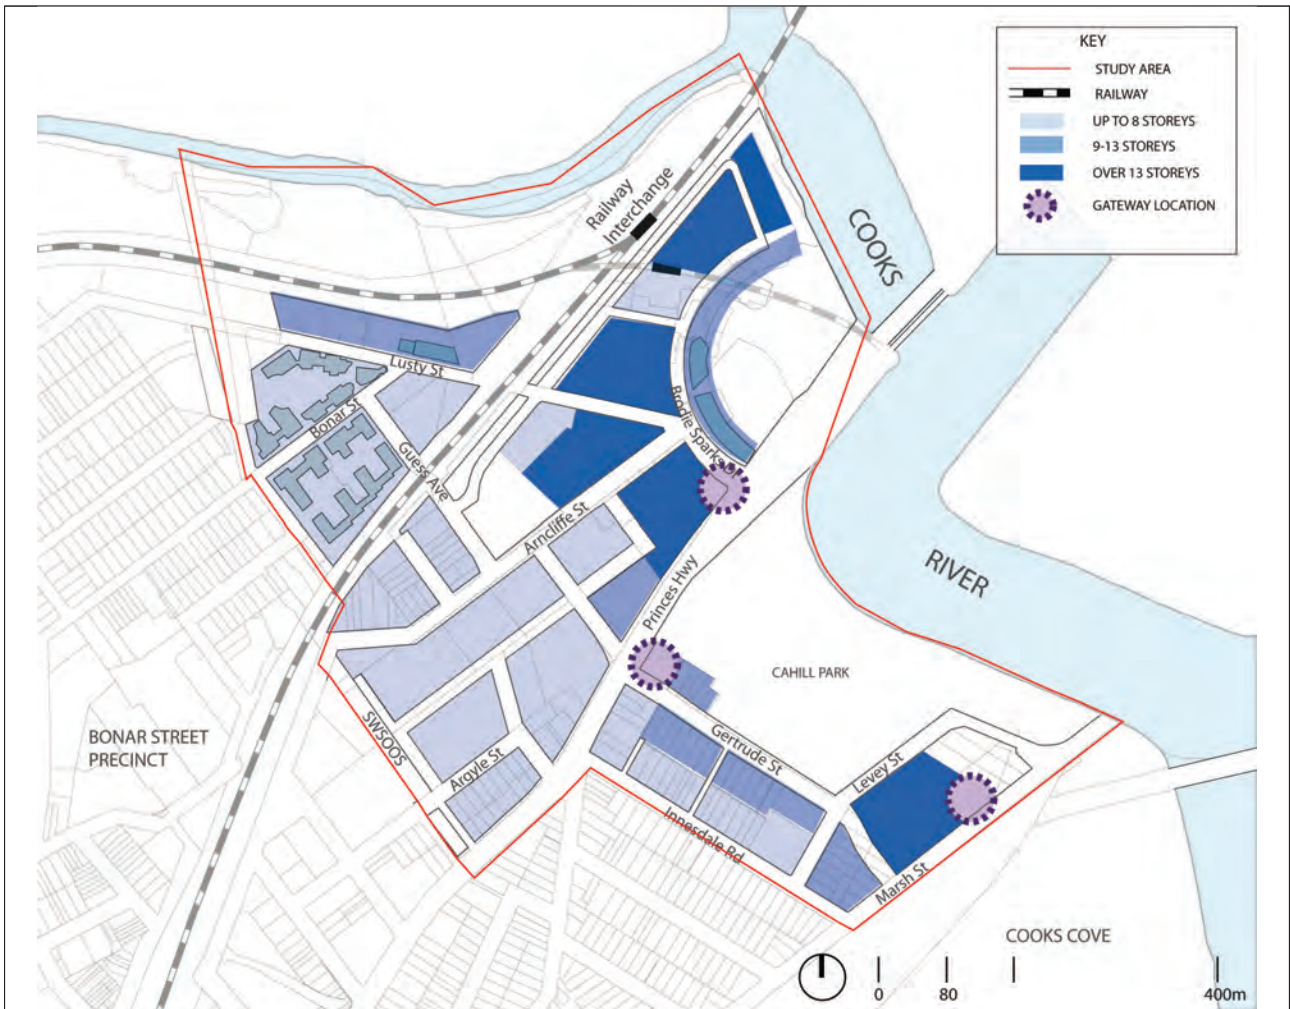 KEY
STUDY AREA
RAILWAY
UP TO 8 STOREYS
9-13 STOREYS
OVER 13 STOREYS
GATEWAY LOCATION
Railway
Interchange
COOKS
RIVER
Lusty St
Bonar St
Guess Ave
Brodie Sparks Dr
Arncliffe St
Princes Hwy
CAHILL PARK
SWSOOS
Argyle St
Gertrude St
Levey St
Innesdale Rd
Marsh St
BONAR STREET
PRECINCT
COOKS COVE
0
80
400m